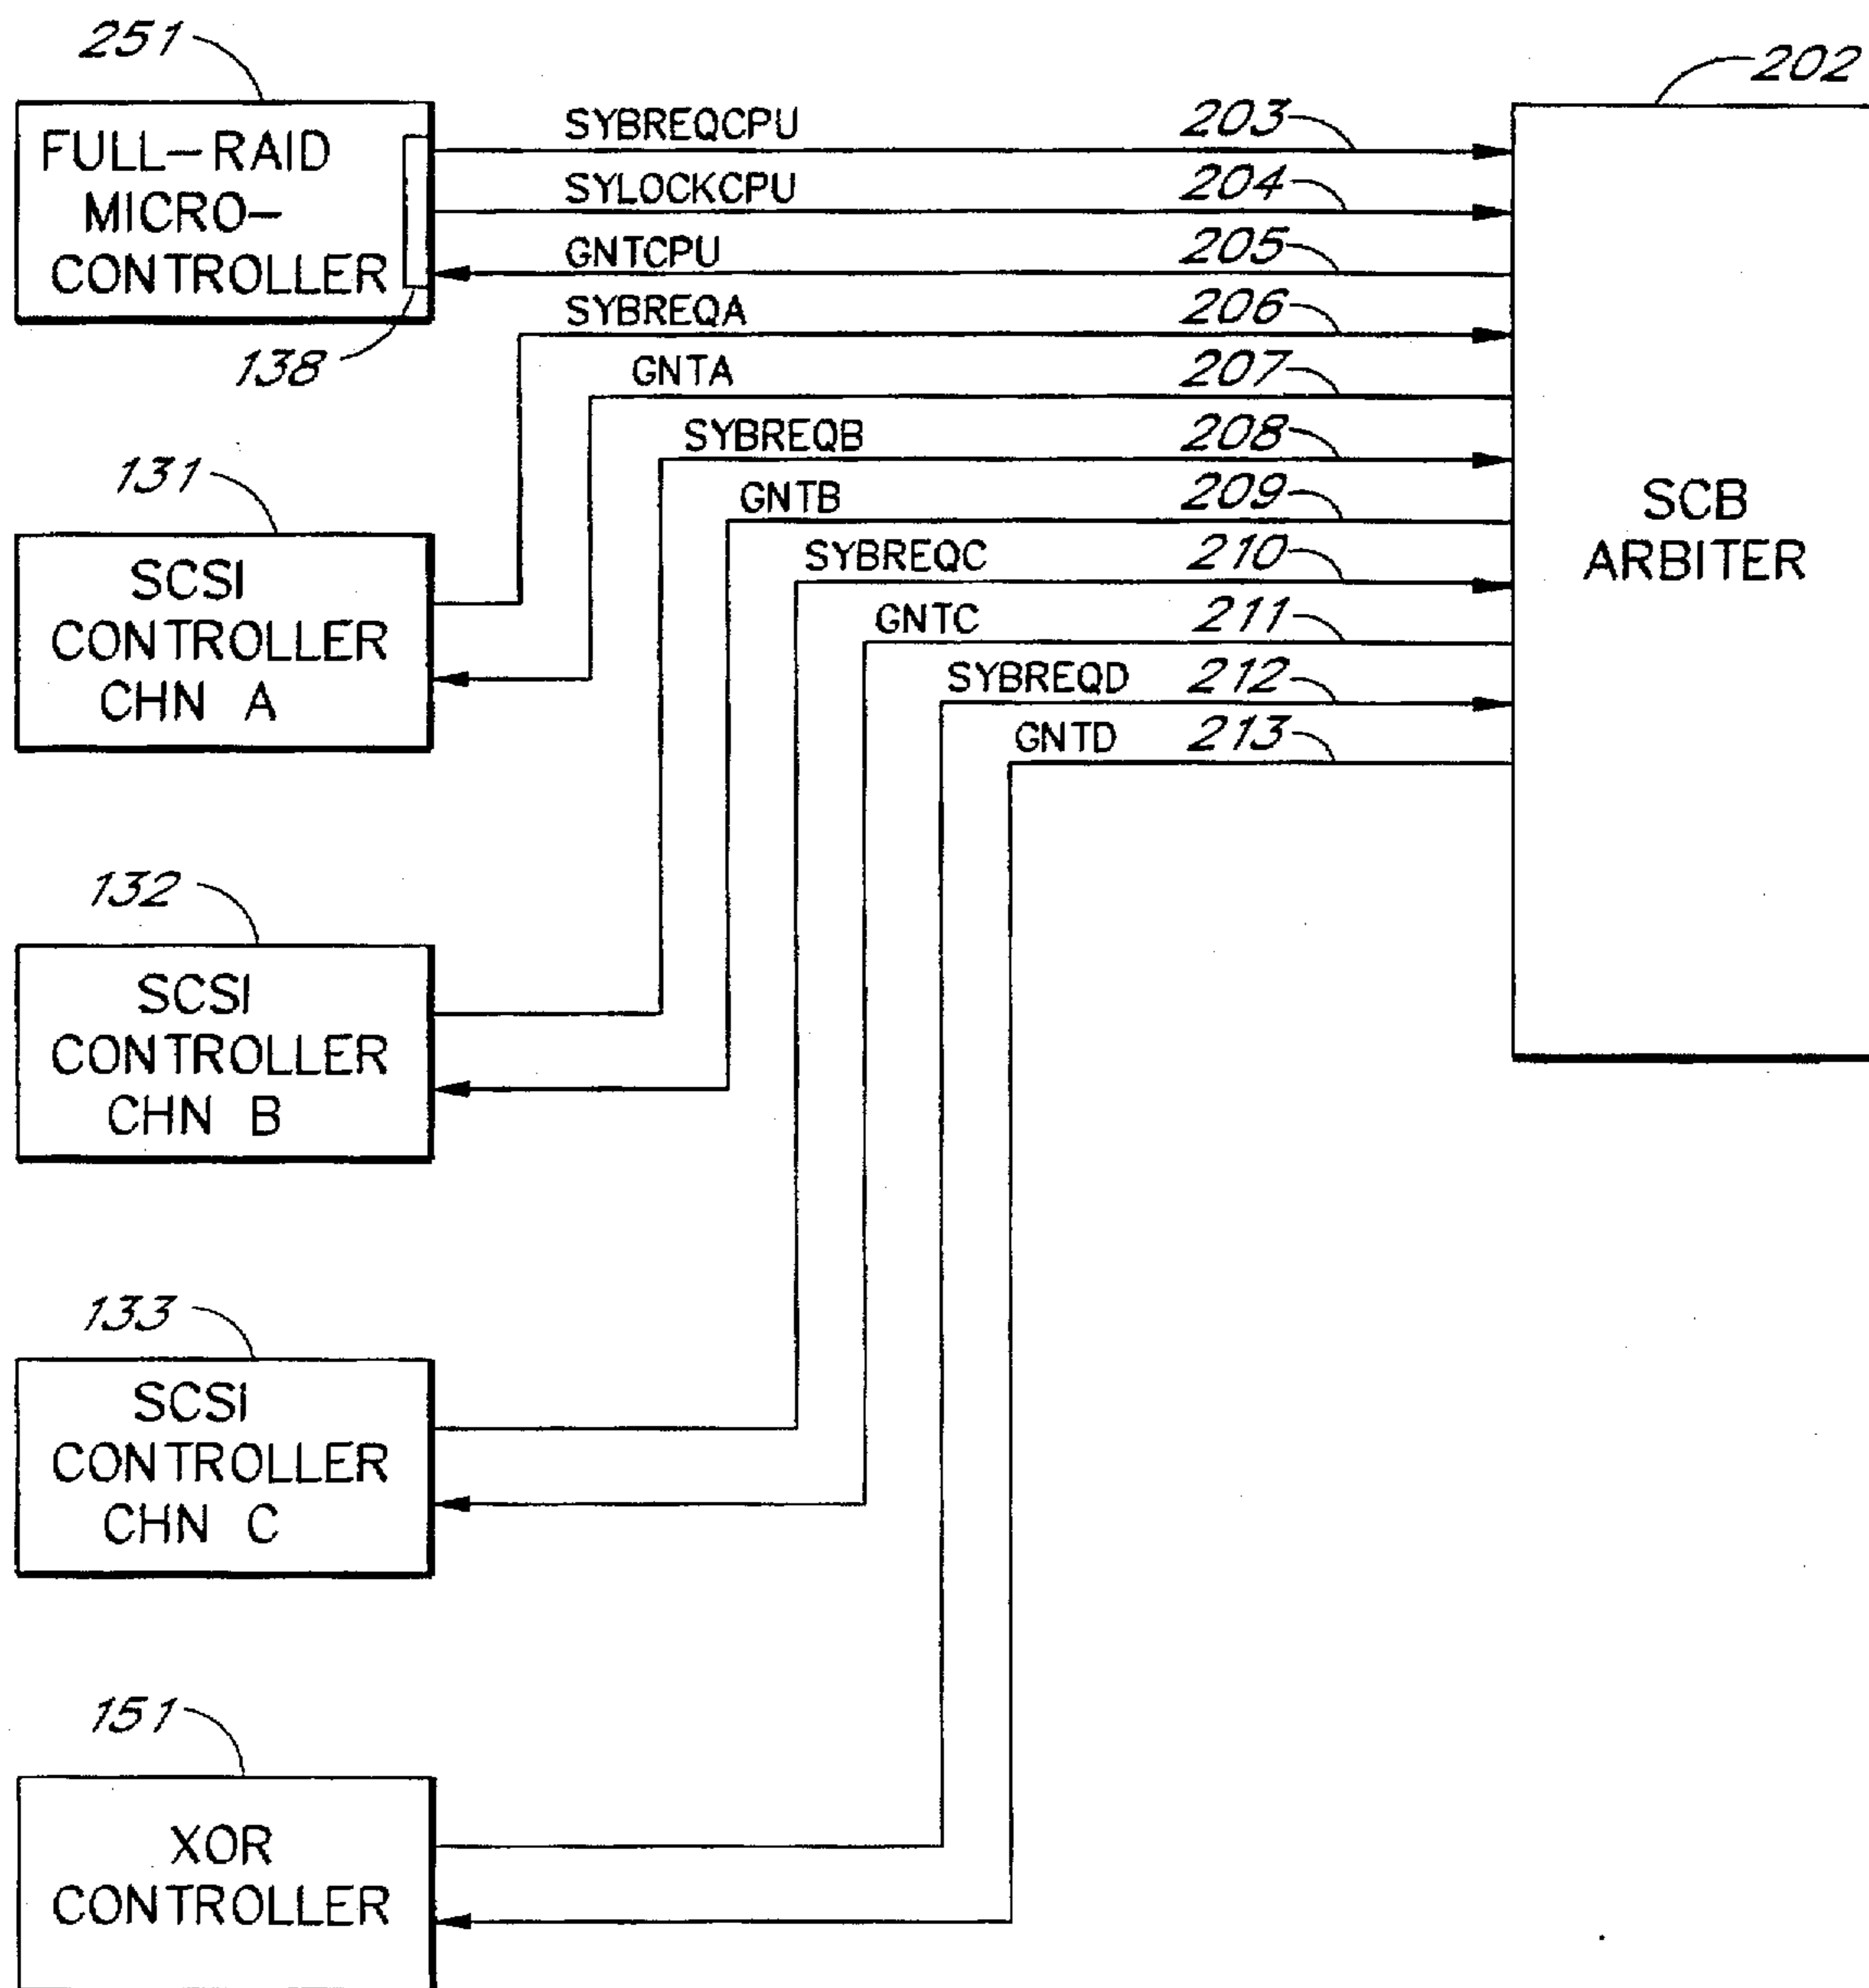 251
202
FULL-RAID
MICRO-
CONTROLLER
138
SYBREQCPU 203
SYLOCKCPU 204
GNTCPU 205
SYBREQA 206
GNTA 207
SYBREQB 208
GNTB 209
SYBREQC 210
GNTC 211
SYBREQD 212
GNTD 213
SCB
ARBITER
131
SCSI
CONTROLLER
CHN A
132
SCSI
CONTROLLER
CHN B
133
SCSI
CONTROLLER
CHN C
151
XOR
CONTROLLER